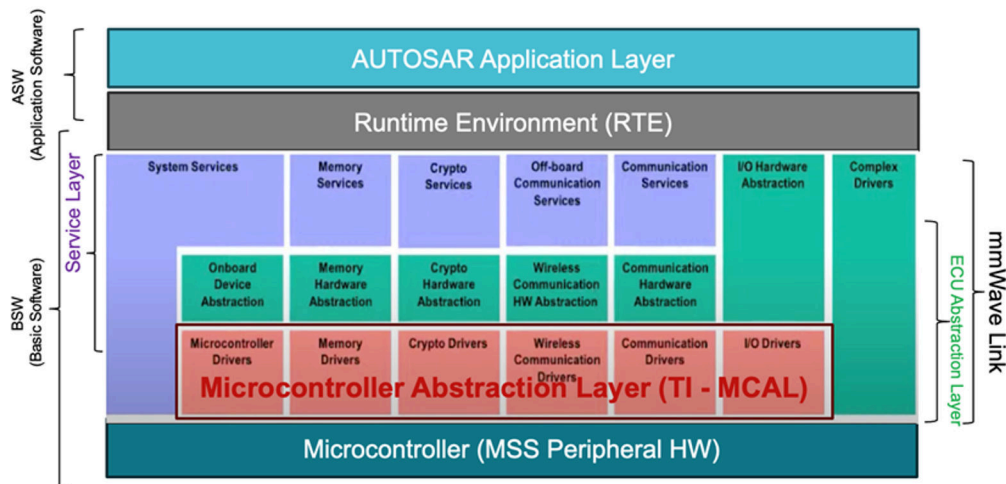 AUTOSAR Application Layer
Runtime Environment (RTE)
ASW
(Application Software)
BSW
(Basic Software)
Service Layer
System Services
Memory
Services
Crypto
Services
Off-board
Communication
Services
Communication
Services
I/O Hardware
Abstraction
Complex
Drivers
Onboard
Device
Abstraction
Memory
Hardware
Abstraction
Crypto
Hardware
Abstraction
Wireless
Communication
HW Abstraction
Communication
Hardware
Abstraction
Microcontroller
Drivers
Memory
Drivers
Crypto Drivers
Wireless
Communication
Drivers
Communication
Drivers
I/O Drivers
Microcontroller Abstraction Layer (TI - MCAL)
Microcontroller (MSS Peripheral HW)
ECU Abstraction Layer
mmWave Link